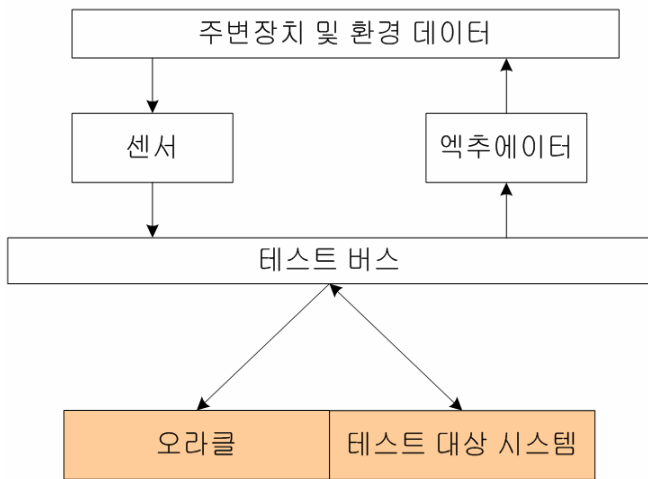 주변장치 및 환경 데이터
센서
엑추에이터
테스트 버스
오라클
테스트 대상 시스템